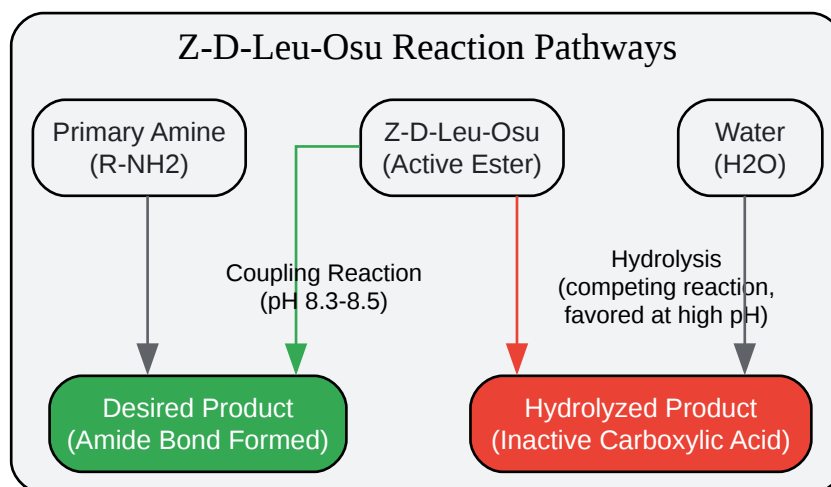 Z-D-Leu-Osu Reaction Pathways
Primary Amine
(R-NH2)
Z-D-Leu-Osu
(Active Ester)
Water
(H2O)
Coupling Reaction
(pH 8.3-8.5)
Hydrolysis
(competing reaction,
favored at high pH)
Desired Product
(Amide Bond Formed)
Hydrolyzed Product
(Inactive Carboxylic Acid)